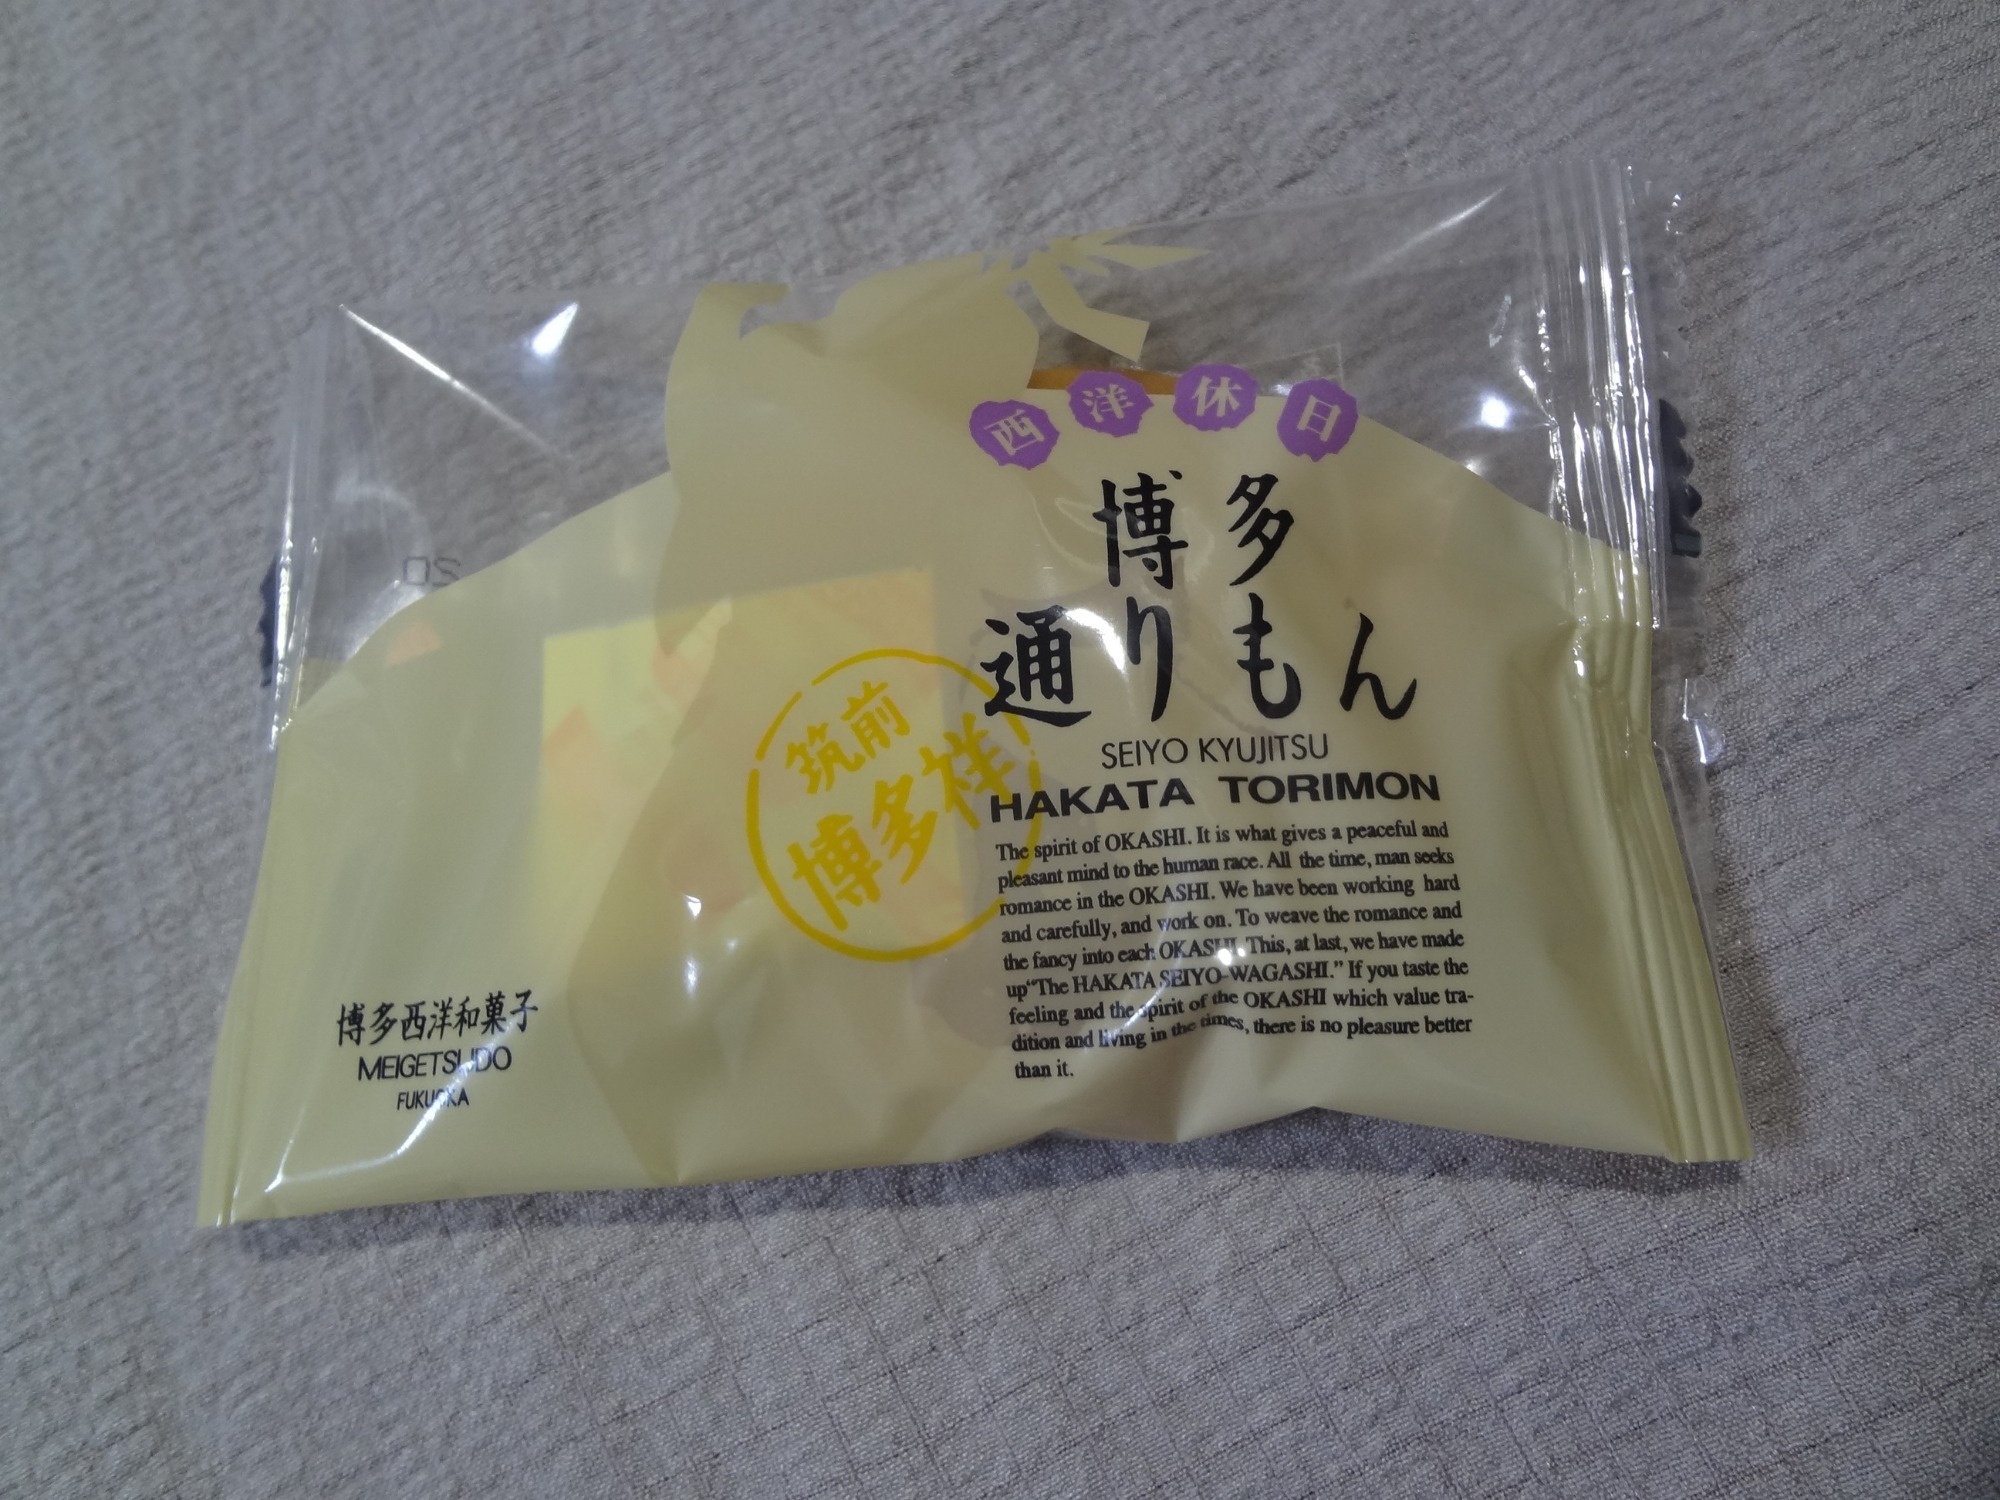 西洋休日
博多
通りもん
SEIYO KYUJITSU
HAKATA TORIMON
The spirit of OKASHI. It is what gives a peaceful and
pleasant mind to the human race. All the time, man seeks
romance in the OKASHI. We have been working hard
and carefully, and work on. To weave the romance and
the fancy into each OKASHI. This, at last, we have made
up“The HAKATA SEIYO-WAGASHI.” If you taste the
feeling and the spirit of the OKASHI which value tra-
dition and living in the times, there is no pleasure better
than it.
筑前
博多祥
博多西洋和菓子
MEIGETSUDO
FUKUOKA